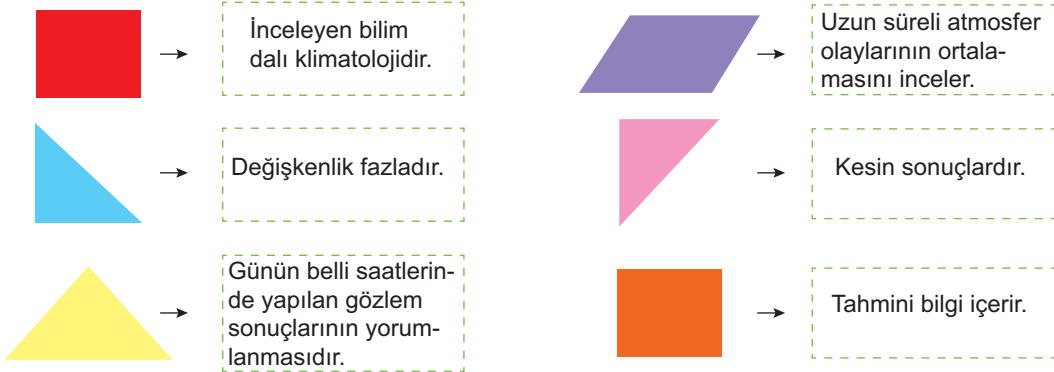 İnceleyen bilim
dalı klimatolojidir.
Uzun süreli atmosfer
olaylarının ortala-
masını inceler.
Değişkenlik fazladır.
Kesin sonuçlardır.
Günün belli saatlerin-
de yapılan gözlem
sonuçlarının yorum-
lanmasıdır.
Tahmini bilgi içerir.